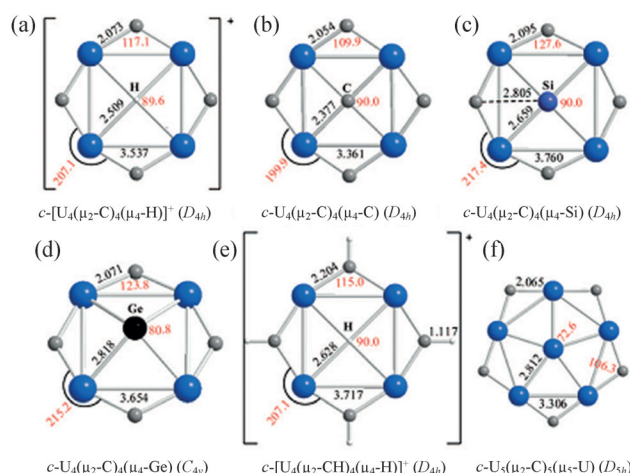 (a)
+
2.073
117.1
H
2.509
89.6
207.1
3.537
c-[U₄(μ₂-C)₄(μ₄-H)]⁺ (D₄ₕ)
(b)
2.054
109.9
C
2.377
90.0
199.9
3.361
c-U₄(μ₂-C)₄(μ₄-C) (D₄ₕ)
(c)
2.095
127.6
Si
2.805
90.0
2.659
217.4
3.760
c-U₄(μ₂-C)₄(μ₄-Si) (D₄ₕ)
(d)
2.071
123.8
Ge
80.8
2.818
215.2
3.654
c-U₄(μ₂-C)₄(μ₄-Ge) (C₄ᵥ)
(e)
+
2.204
115.0
H
1.117
2.628
90.0
207.1
3.717
c-[U₄(μ₂-CH)₄(μ₄-H)]⁺ (D₄ₕ)
(f)
2.065
72.6
2.812
106.3
3.306
c-U₅(μ₂-C)₅(μ₅-U) (D₅ₕ)